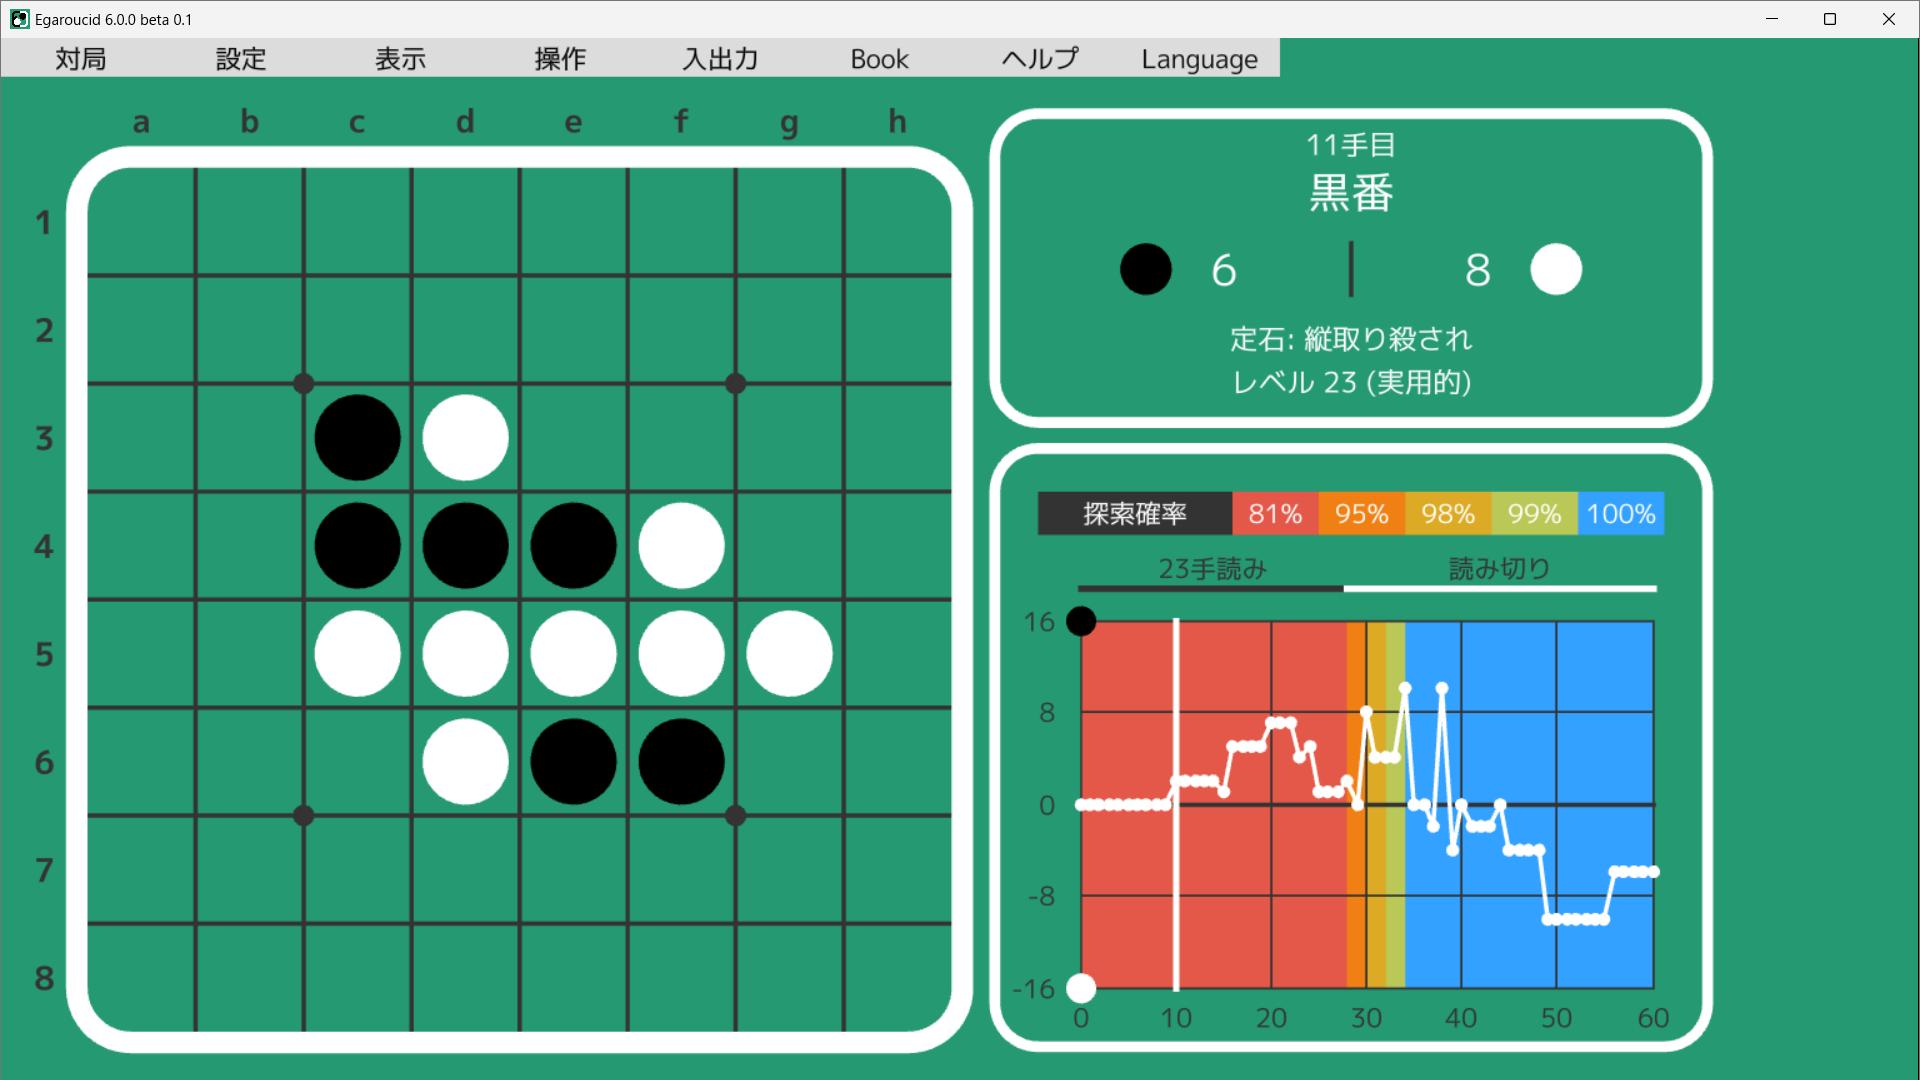 Egaroucid 6.0.0 beta 0.1
対局 設定 表示 操作 入出力 Book ヘルプ Language
a b c d e f g h
1
2
3
4
5
6
7
8
11手目
黒番
6 8
定石: 縦取り殺され
レベル 23 (実用的)
探索確率 81% 95% 98% 99% 100%
23手読み 読み切り
16
8
0
-8
-16
0 10 20 30 40 50 60